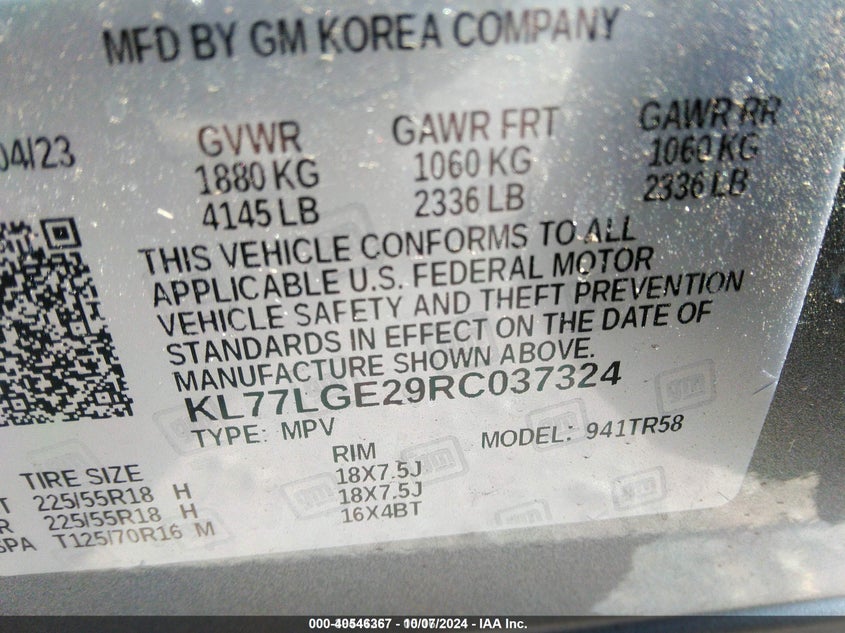 MFD BY GM KOREA COMPANY
04/23 GVWR GAWR FRT GAWR RR
1880 KG 1060 KG 1060 KG
4145 LB 2336 LB 2336 LB
THIS VEHICLE CONFORMS TO ALL
APPLICABLE U.S. FEDERAL MOTOR
VEHICLE SAFETY AND THEFT PREVENTION
STANDARDS IN EFFECT ON THE DATE OF
MANUFACTURE SHOWN ABOVE.
KL77LGE29RC037324
TYPE: MPV MODEL: 941TR58
TIRE SIZE RIM
T 225/55R18 H 18X7.5J
R 225/55R18 H 18X7.5J
SPA T125/70R16 M 16X4BT
gm
000-40546367 - 10/07/2024 - IAA Inc.